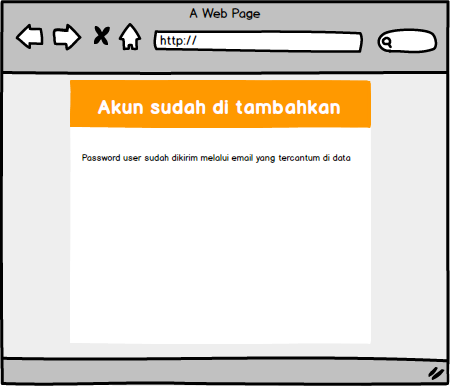 A Web Page
http://
Akun sudah di tambahkan
Password user sudah dikirim melalui email yang tercantum di data